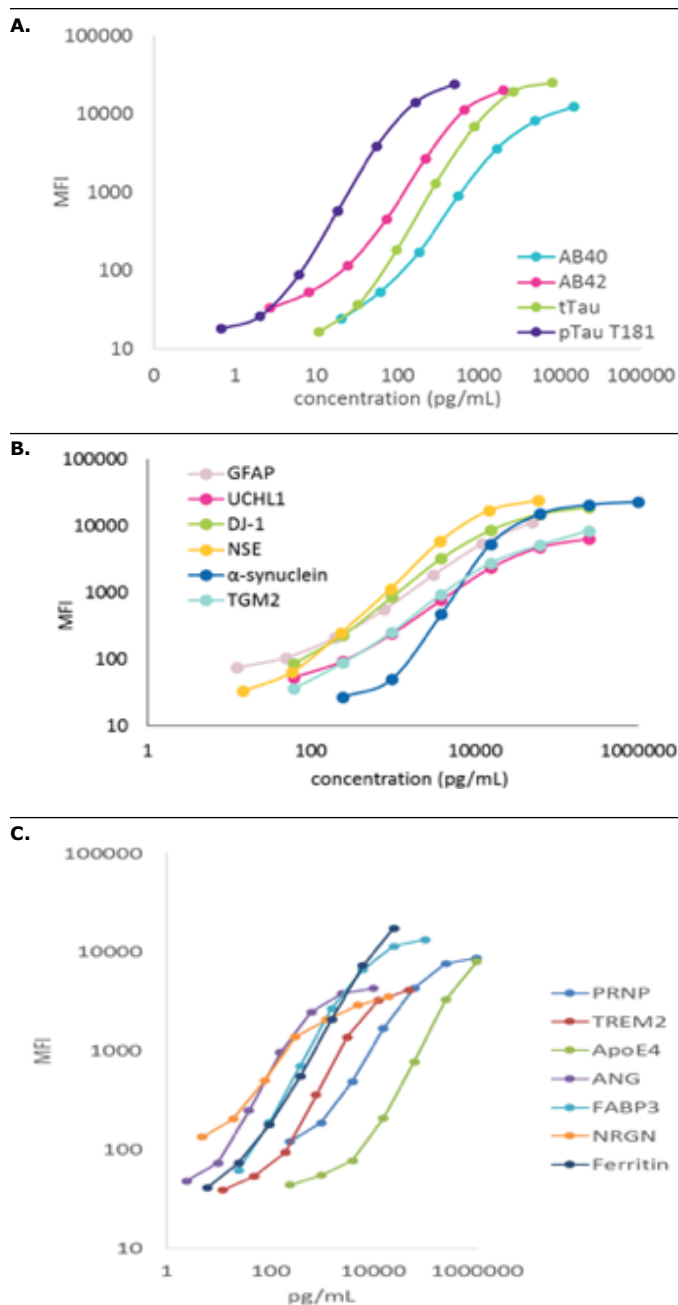 A.
100000
10000
1000
100
10
MFI
AB40
AB42
tTau
pTau T181
0 1 10 100 1000 10000 100000
concentration (pg/mL)
B.
100000
10000
1000
100
10
MFI
GFAP
UCHL1
DJ-1
NSE
α-synuclein
TGM2
1 100 10000 1000000
concentration (pg/mL)
C.
100000
10000
1000
100
10
MFI
PRNP
TREM2
ApoE4
ANG
FABP3
NRGN
Ferritin
1 100 10000 1000000
pg/mL